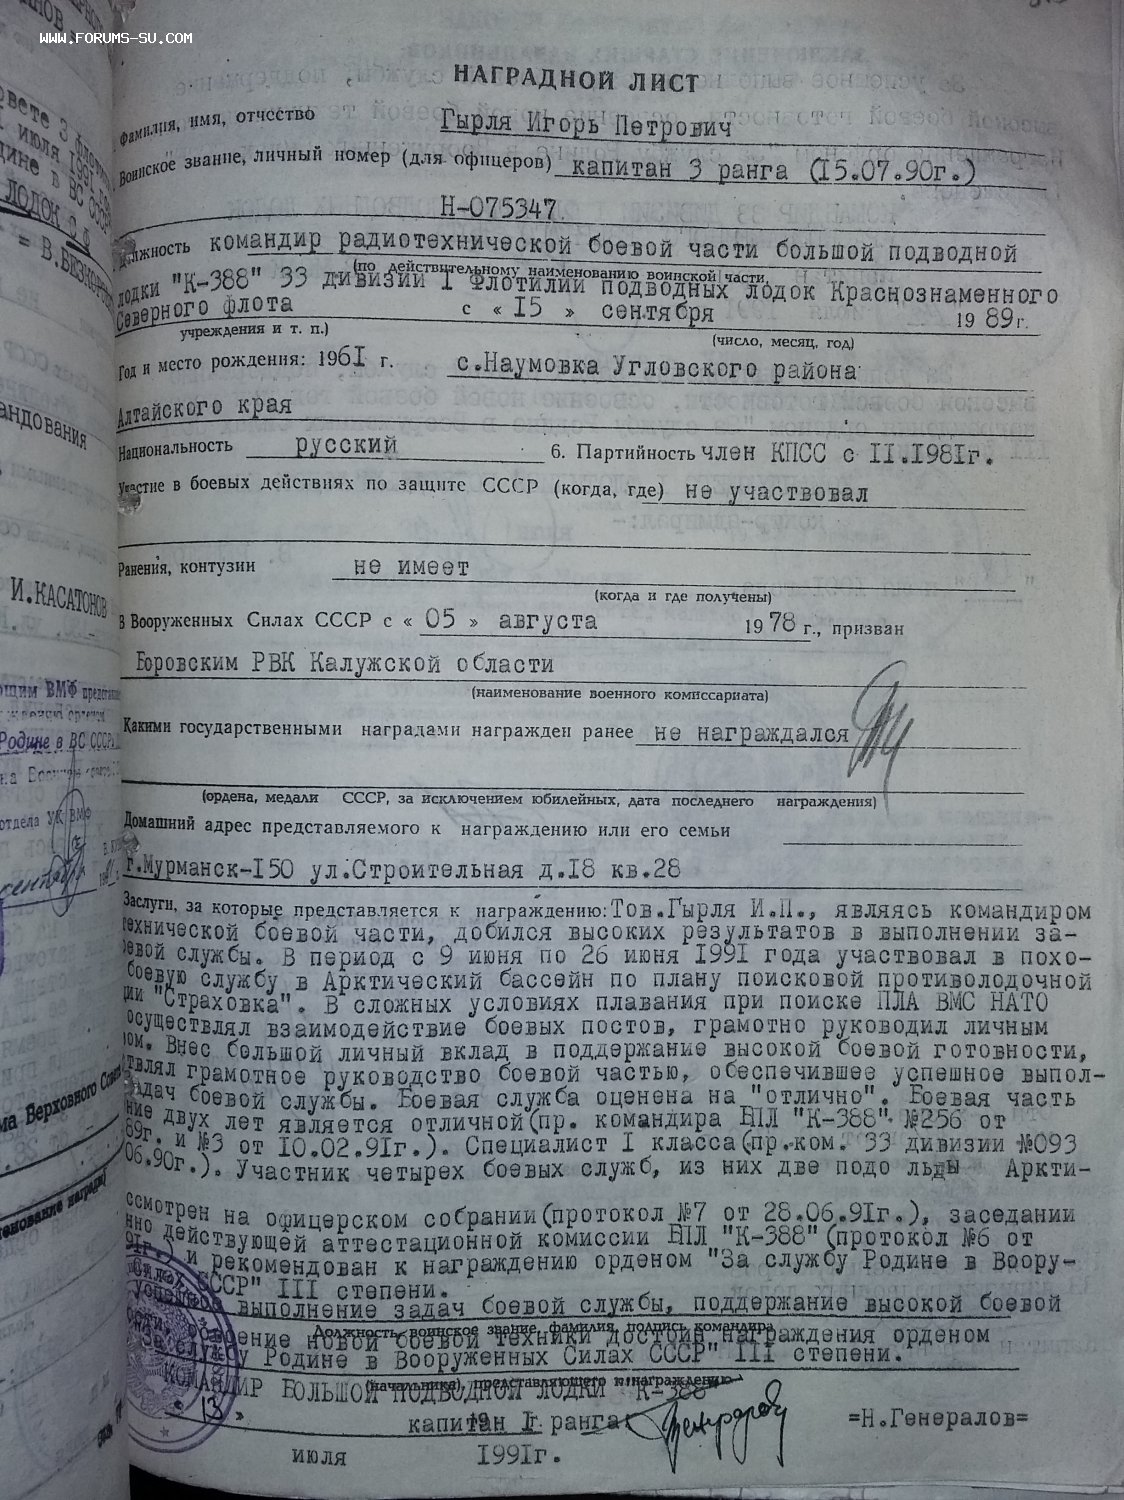 WWW.FORUMS-SU.COM
НАГРАДНОЙ ЛИСТ
Фамилия, имя, отчество Гырля Игорь Петрович
Воинское звание, личный номер (для офицеров) капитан 3 ранга (15.07.90г.)
Н-075347
должность командир радиотехнической боевой части большой подводной
(по действительному наименованию воинской части,
лодки "К-388" 33 дивизии I Флотилии подводных лодок Краснознаменного
Северного флота с « 15 » сентября 1989г.
учреждения и т. п.) (число, месяц, год)
Год и место рождения: 1961 г. с.Наумовка Угловского района
Алтайского края
Национальность русский 6. Партийность член КПСС с II.1981г.
Участие в боевых действиях по защите СССР (когда, где) не участвовал
Ранения, контузии не имеет
(когда и где получены)
В Вооруженных Силах СССР с « 05 » августа 1978 г., призван
Боровским РВК Калужской области
(наименование военного комиссариата)
Какими государственными наградами награжден ранее не награждался
(ордена, медали СССР, за исключением юбилейных, дата последнего награждения)
Домашний адрес представляемого к награждению или его семьи
г.Мурманск-150 ул.Строительная д.18 кв.28
Заслуги, за которые представляется к награждению: Тов.Гырля И.П., являясь командиром
технической боевой части, добился высоких результатов в выполнении за-
боевой службы. В период с 9 июня по 26 июня 1991 года участвовал в похо-
боевую службу в Арктический бассейн по плану поисковой противолодочной
ции "Страховка". В сложных условиях плавания при поиске ПЛА ВМС НАТО
осуществлял взаимодействие боевых постов, грамотно руководил личным
вом. Внес большой личный вклад в поддержание высокой боевой готовности,
твлял грамотное руководство боевой частью, обеспечившее успешное выпол-
задач боевой службы. Боевая служба оценена на "отлично". Боевая часть
ние двух лет является отличной(пр. командира БПЛ "К-388" №256 от
89г. и №3 от 10.02.91г.). Специалист I класса(пр.ком. 33 дивизии №093
06.90г.). Участник четырех боевых служб, из них две подо льды Аркти-
ссмотрен на офицерском собрании(протокол №7 от 28.06.91г.), заседании
нно действующей аттестационной комиссии БПЛ "К-388"(протокол №6 от
91г.) и рекомендован к награждению орденом "За службу Родине в Воору-
Силах СССР" III степени.
успешное выполнение задач боевой службы, поддержание высокой боевой
Должность, воинское звание, фамилия, подпись командира
освоение новой боевой техники достоин награждения орденом
"За службу Родине в Вооруженных Силах СССР" III степени.
(начальника), представляющего к награждению
КОМАНДИР БОЛЬШОЙ ПОДВОДНОЙ ЛОДКИ "К-388"
« 13 » капитан I ранга =Н.Генералов=
июля 1991г.
И.КАСАТОНОВ